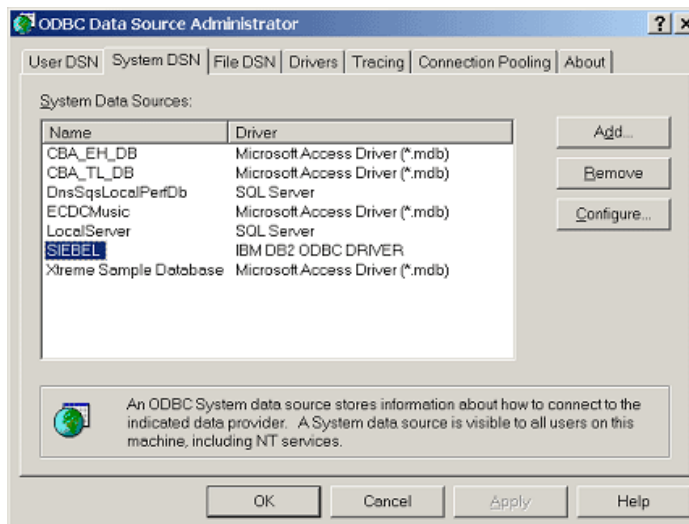 ODBC Data Source Administrator
User DSN System DSN File DSN Drivers Tracing Connection Pooling About
System Data Sources:
Name Driver
CBA_EH_DB Microsoft Access Driver (*.mdb)
CBA_TL_DB Microsoft Access Driver (*.mdb)
DnsSqsLocalPerfDb SQL Server
ECDCMusic Microsoft Access Driver (*.mdb)
LocalServer SQL Server
SIEBEL IBM DB2 ODBC DRIVER
Xtreme Sample Database Microsoft Access Driver (*.mdb)
Add...
Remove
Configure...
An ODBC System data source stores information about how to connect to the
indicated data provider. A System data source is visible to all users on this
machine, including NT services.
OK Cancel Apply Help